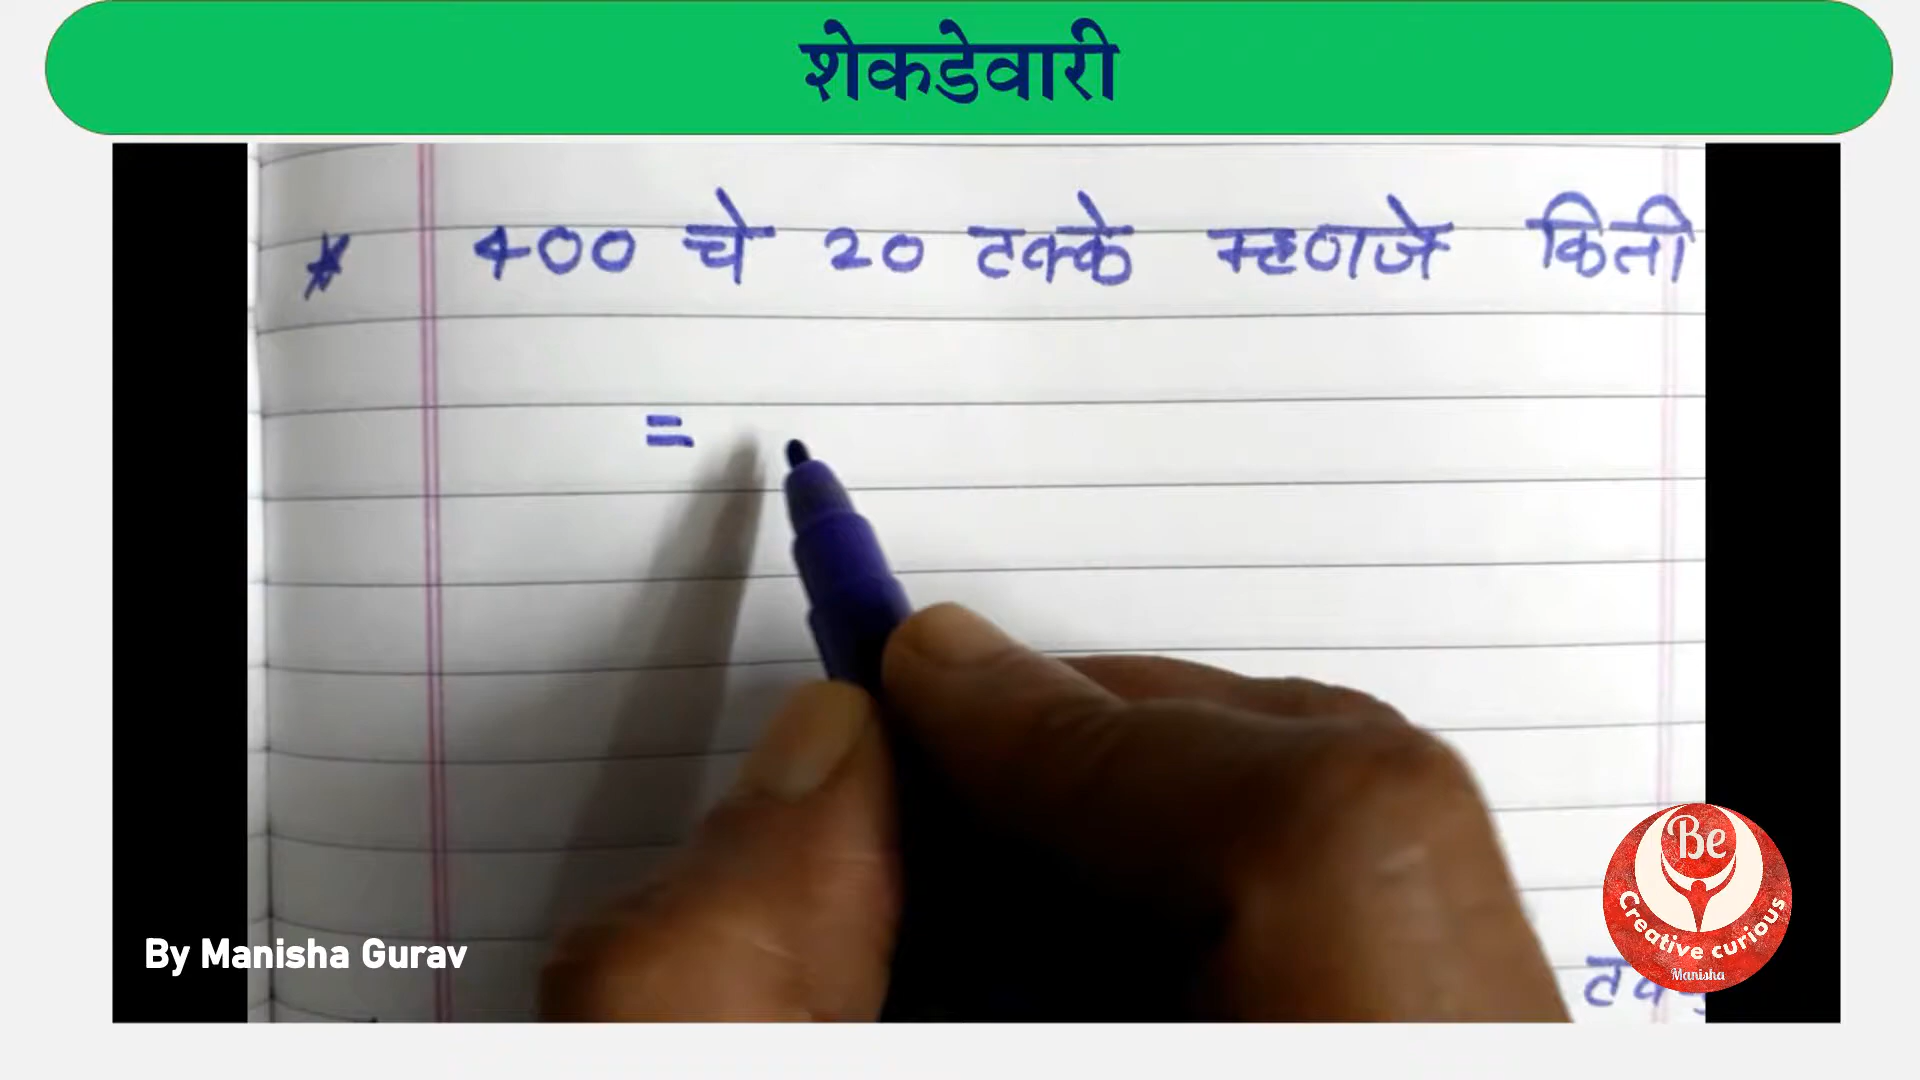 शेकडेवारी
* 400 चे 20 टक्के म्हणजे किती
=
By Manisha Gurav
Be
Creative curious
Manisha